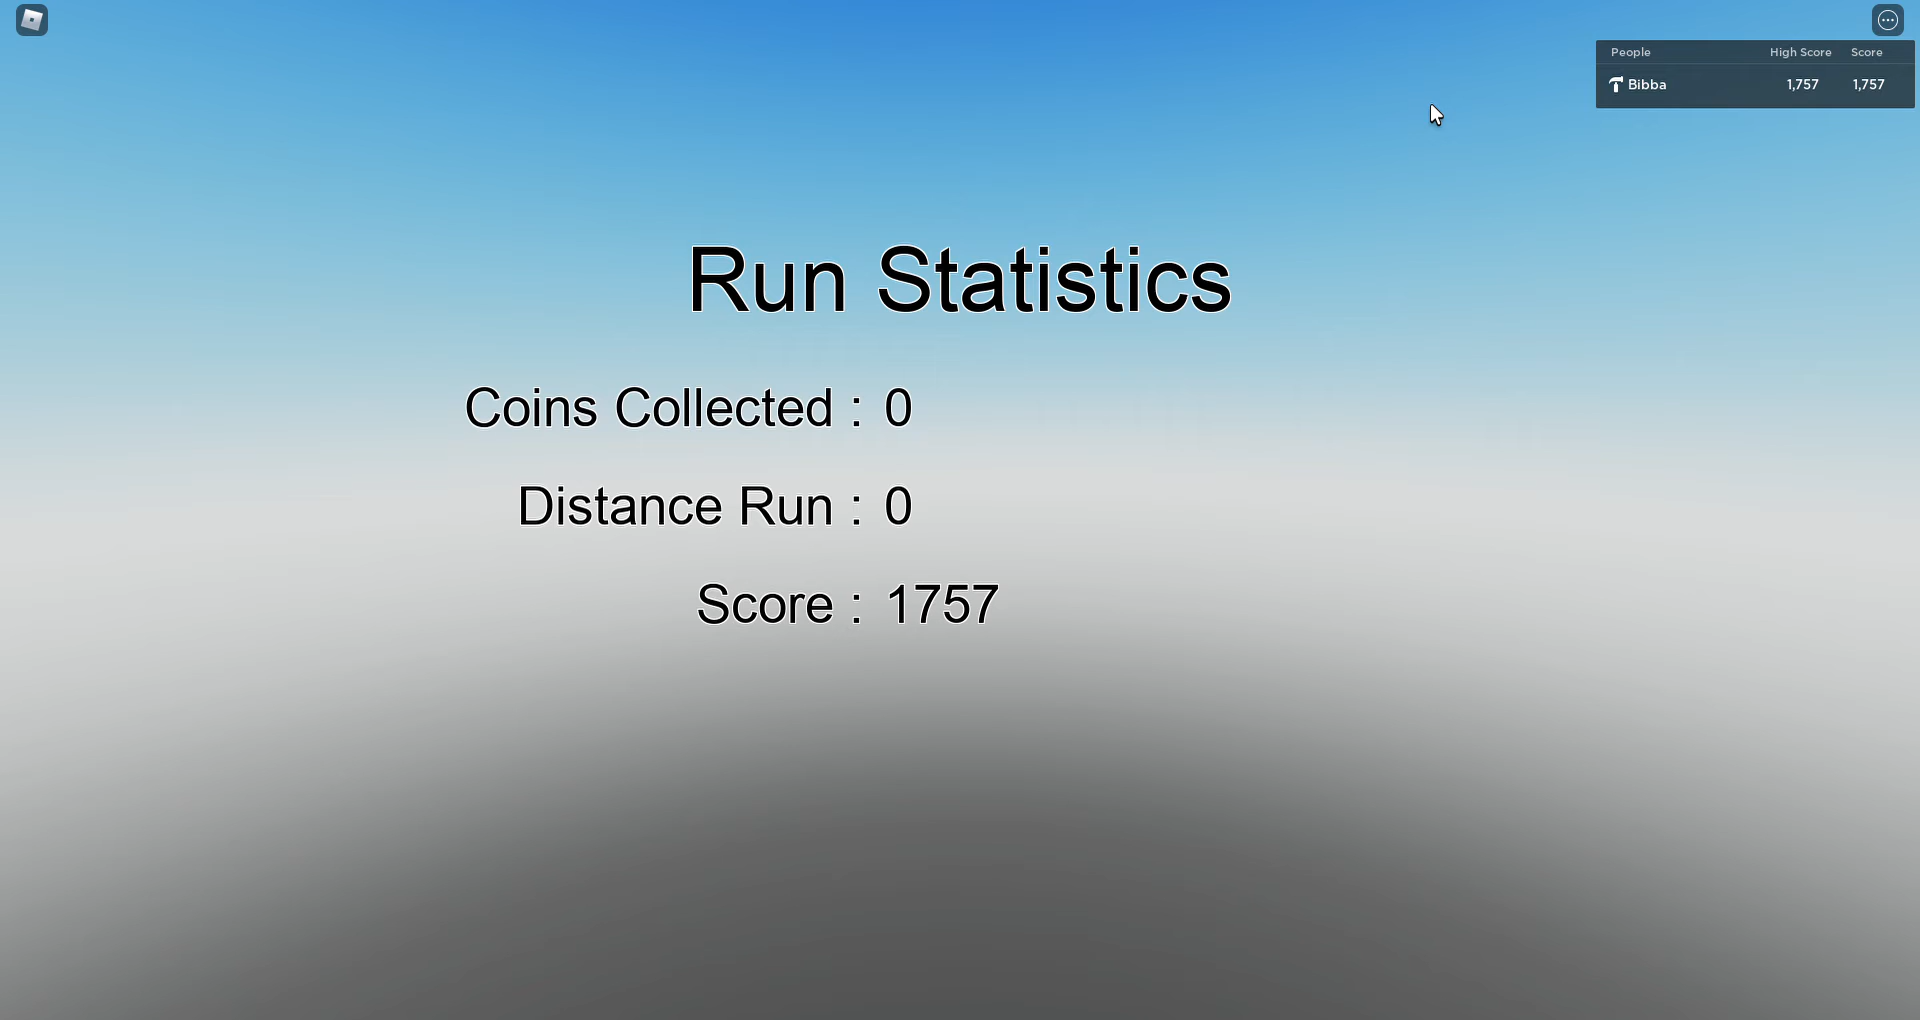 People High Score Score
Bibba 1,757 1,757
Run Statistics
Coins Collected : 0
Distance Run : 0
Score : 1757